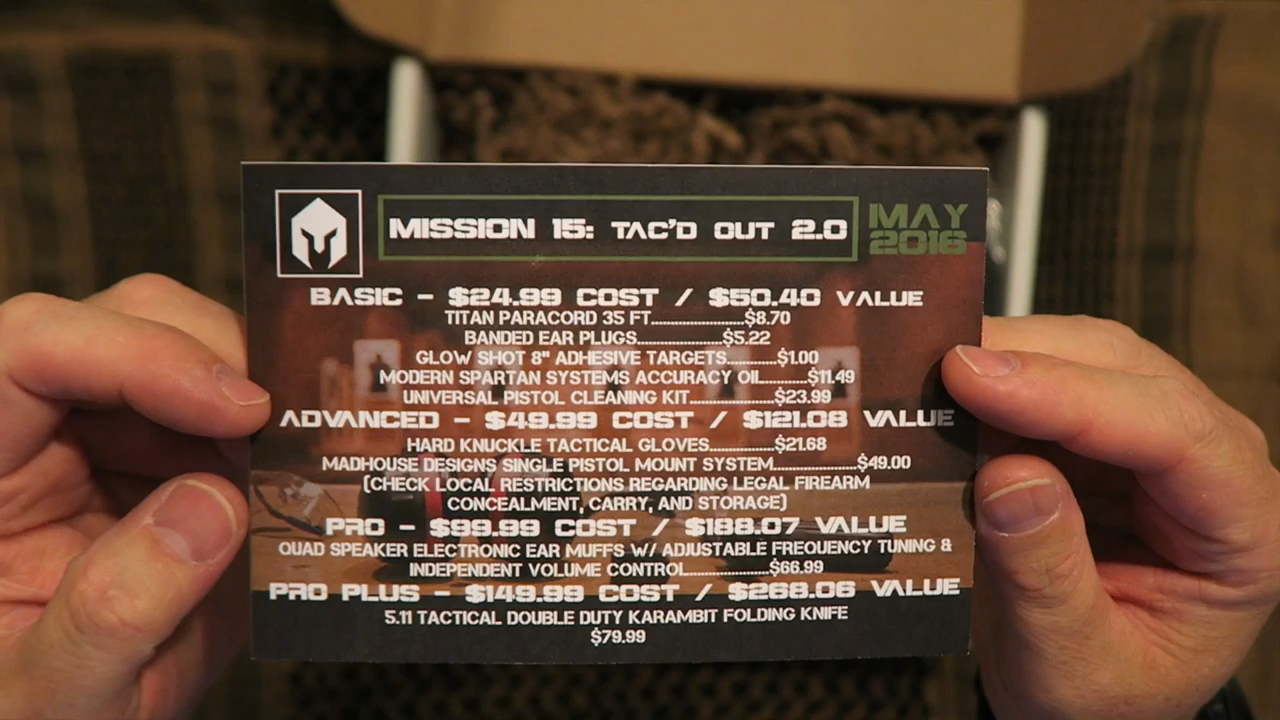 MISSION 15: TAC'D OUT 2.0
MAY
2016
BASIC - $24.99 COST / $50.40 VALUE
TITAN PARACORD 35 FT....................$8.70
BANDED EAR PLUGS..................$5.22
GLOW SHOT 8" ADHESIVE TARGETS..........$1.00
MODERN SPARTAN SYSTEMS ACCURACY OIL.........$11.49
UNIVERSAL PISTOL CLEANING KIT..................$23.99
ADVANCED - $49.99 COST / $121.08 VALUE
HARD KNUCKLE TACTICAL GLOVES.............$21.68
MADHOUSE DESIGNS SINGLE PISTOL MOUNT SYSTEM.................$49.00
(CHECK LOCAL RESTRICTIONS REGARDING LEGAL FIREARM
CONCEALMENT, CARRY, AND STORAGE)
PRO - $99.99 COST / $188.07 VALUE
QUAD SPEAKER ELECTRONIC EAR MUFFS W/ ADJUSTABLE FREQUENCY TUNING &
INDEPENDENT VOLUME CONTROL.................$66.99
PRO PLUS - $149.99 COST / $268.06 VALUE
5.11 TACTICAL DOUBLE DUTY KARAMBIT FOLDING KNIFE
$79.99